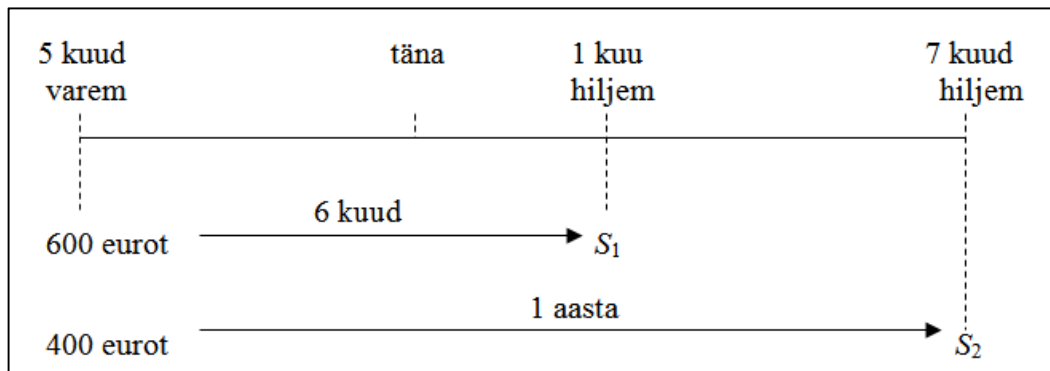 5 kuud täna 1 kuu 7 kuud
varem hiljem hiljem
6 kuud
600 eurot S1
1 aasta
400 eurot S2